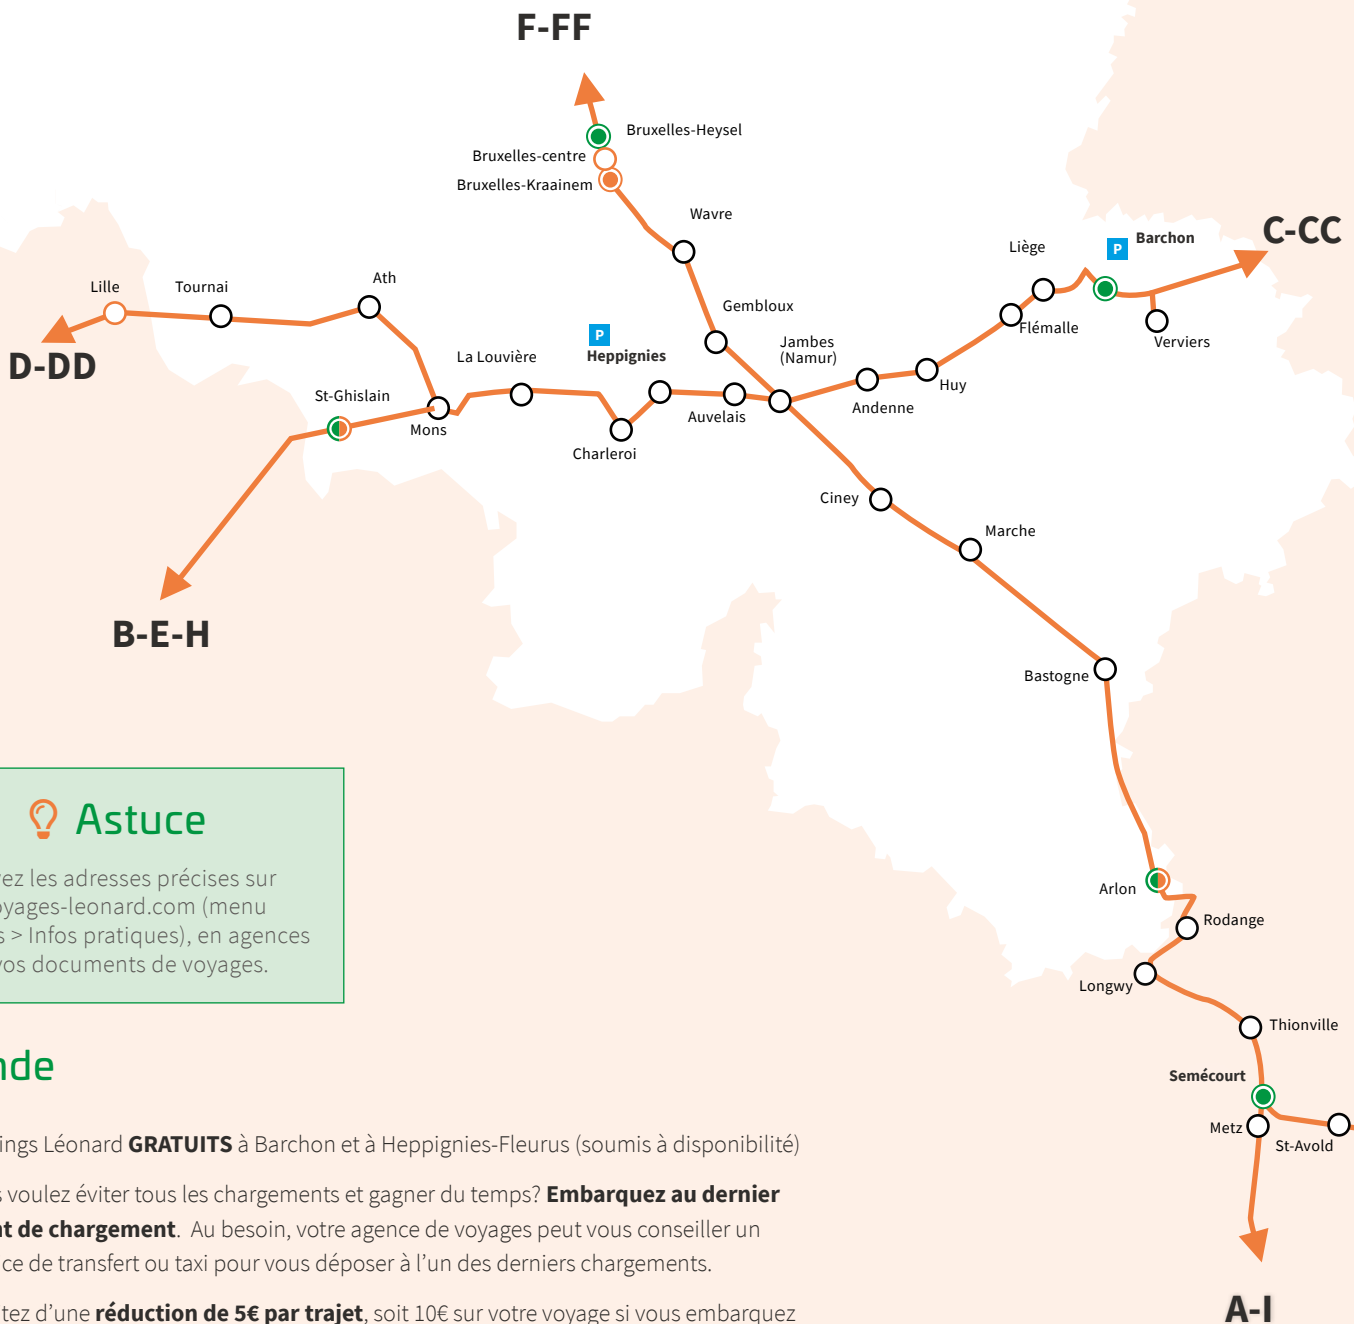 F-FF
Bruxelles-Heysel
Bruxelles-centre
Bruxelles-Kraainem
Wavre
C-CC
P
Barchon
Liège
Lille
Tournai
Ath
Gembloux
Flémalle
Verviers
D-DD
La Louvière
P
Heppignies
Jambes
(Namur)
Huy
St-Ghislain
Mons
Auvelais
Andenne
Charleroi
Ciney
Marche
B-E-H
Bastogne
Astuce
ez les adresses précises sur
oyages-leonard.com (menu
s > Infos pratiques), en agences
vos documents de voyages.
Arlon
Rodange
Longwy
Thionville
Semécourt
Metz
St-Avold
A-I
nde
ings Léonard GRATUITS à Barchon et à Heppignies-Fleurus (soumis à disponibilité)
s voulez éviter tous les chargements et gagner du temps? Embarquez au dernier
nt de chargement. Au besoin, votre agence de voyages peut vous conseiller un
ce de transfert ou taxi pour vous déposer à l’un des derniers chargements.
tez d’une réduction de 5€ par trajet, soit 10€ sur votre voyage si vous embarquez